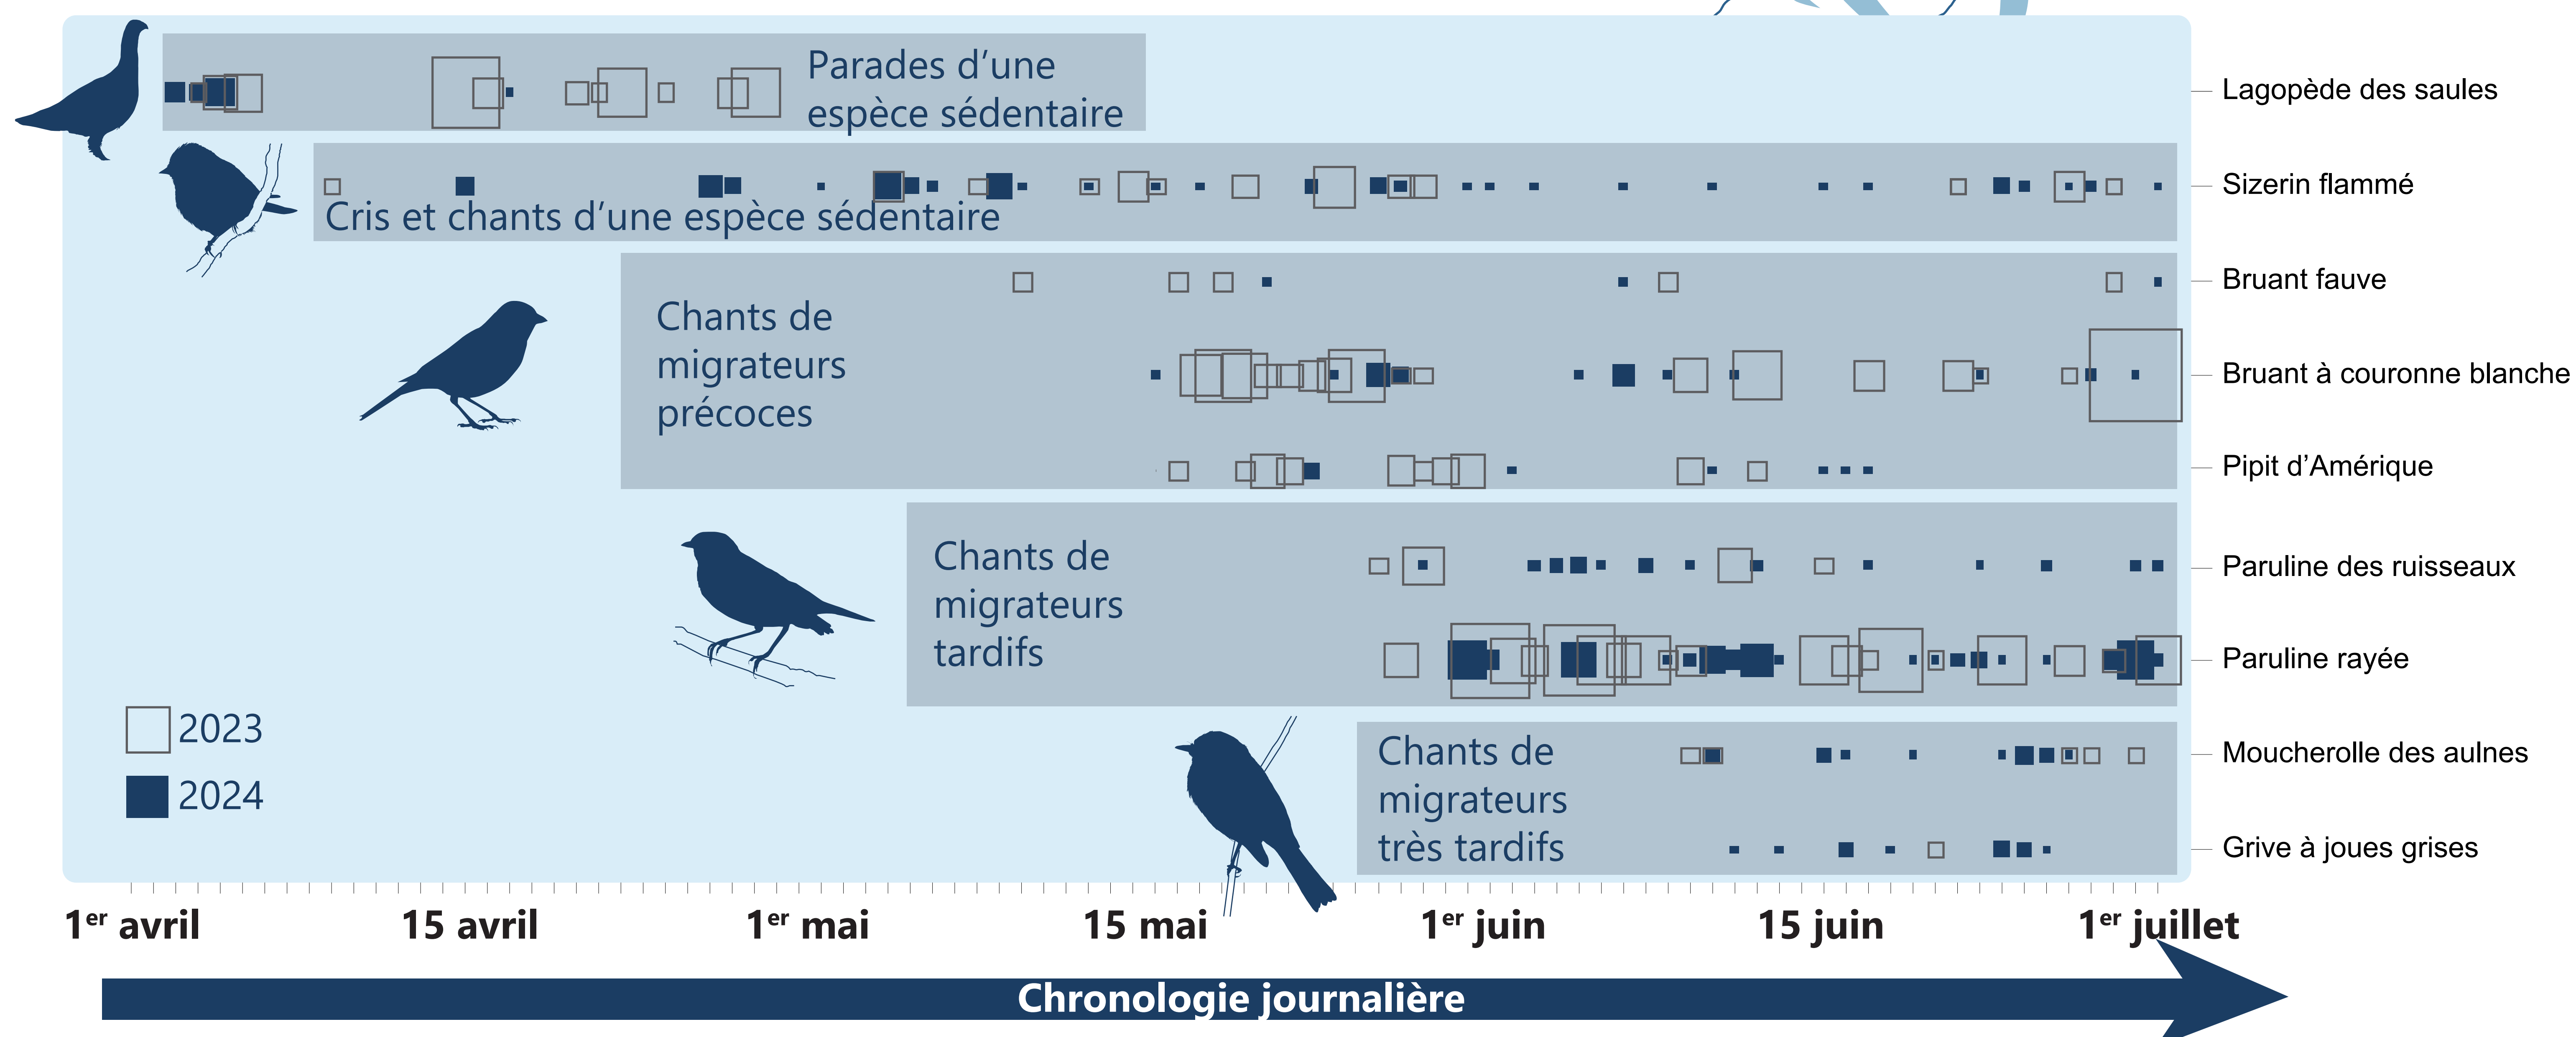 Parades d’une
espèce sédentaire
Lagopède des saules
Cris et chants d’une espèce sédentaire
Sizerin flammé
Chants de
migrateurs
précoces
Bruant fauve
Bruant à couronne blanche
Pipit d’Amérique
Chants de
migrateurs
tardifs
Paruline des ruisseaux
Paruline rayée
2023
2024
Chants de
migrateurs
très tardifs
Moucherolle des aulnes
Grive à joues grises
1er avril 15 avril 1er mai 15 mai 1er juin 15 juin 1er juillet
Chronologie journalière